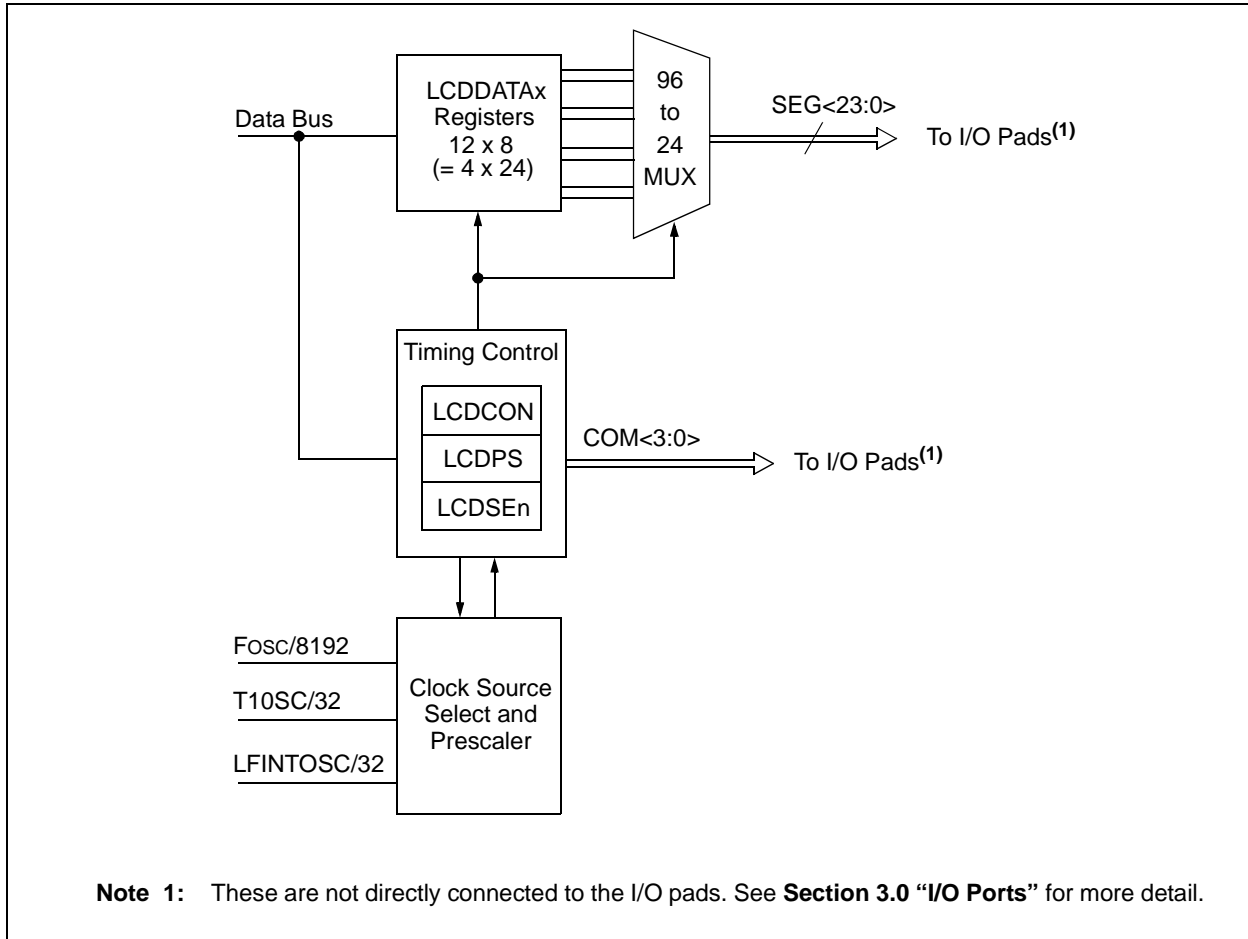 LCDDATAx
Registers
12 x 8
(= 4 x 24)
96
to
24
MUX
Data Bus
SEG<23:0>
To I/O Pads(1)
Timing Control
LCDCON
LCDPS
LCDSEn
COM<3:0>
To I/O Pads(1)
FOSC/8192
T10SC/32
LFINTOSC/32
Clock Source
Select and
Prescaler
Note 1: These are not directly connected to the I/O pads. See Section 3.0 “I/O Ports” for more detail.